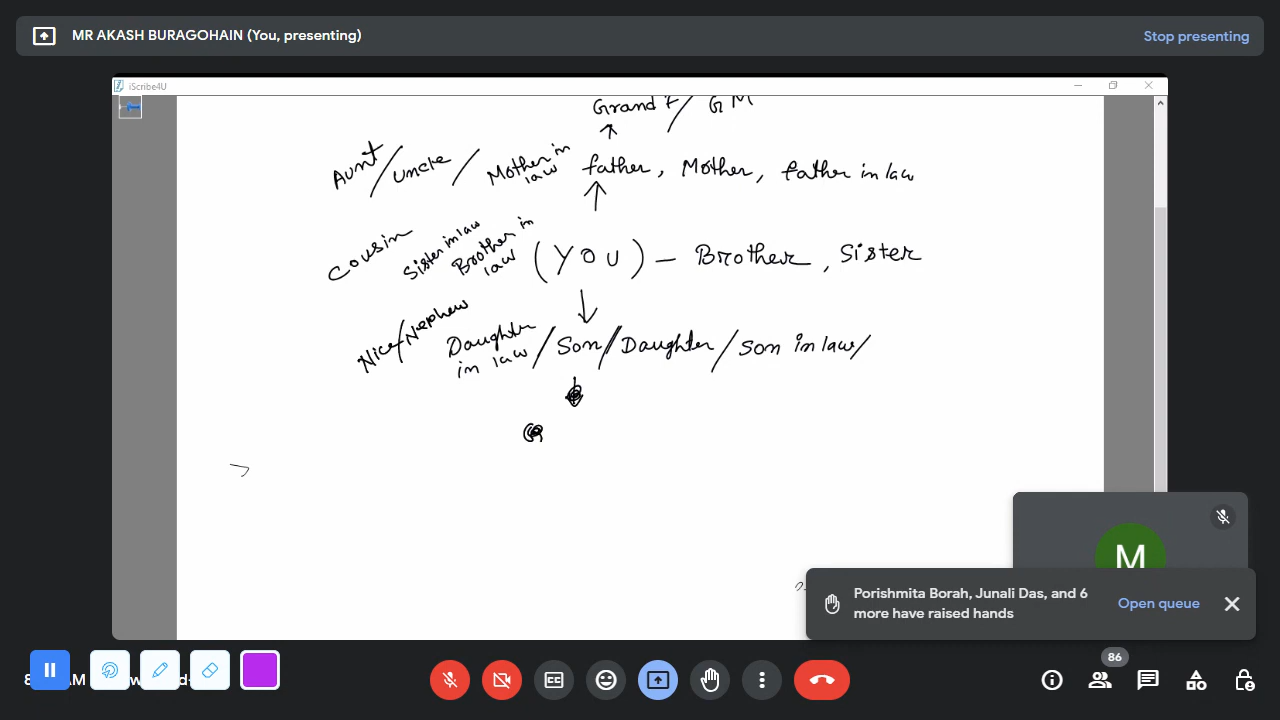 MR AKASH BURAGOHAIN (You, presenting)
Stop presenting
iScribe4U
Grand F/ GM
Aunt/uncle/ Mother in law father, Mother, father in law
Cousin Sister in law Brother in law (YOU) - Brother, Sister
Nice/Nephew Daughter in law/Son//Daughter/son in law/
M
Porishmita Borah, Junali Das, and 6
more have raised hands
Open queue
86